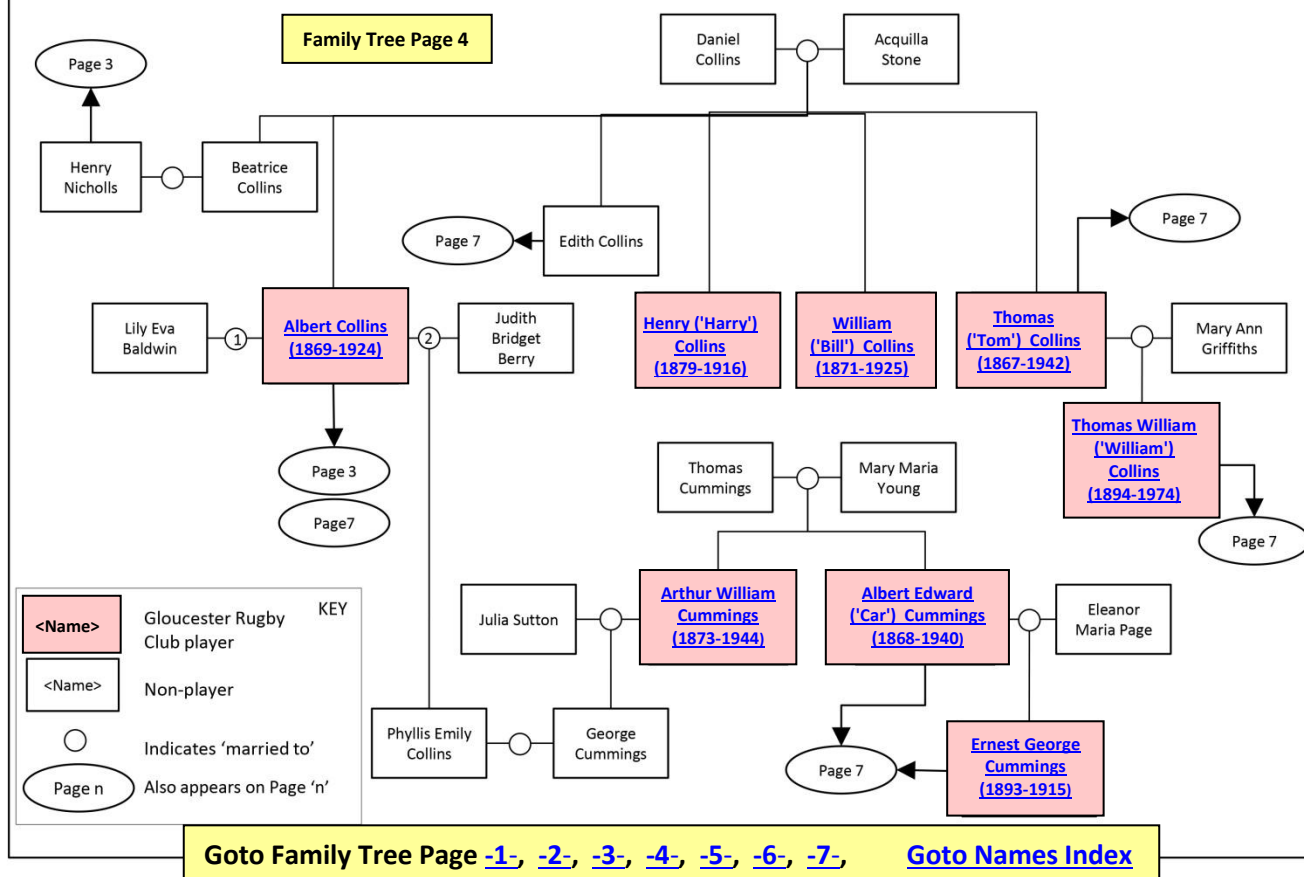 Family Tree Page 4
Daniel
Collins
Acquilla
Stone
Page 3
Henry
Nicholls
Beatrice
Collins
Page 7
Edith Collins
Page 7
Lily Eva
Baldwin
1
Albert Collins
(1869-1924)
2
Judith
Bridget
Berry
Henry ('Harry')
Collins
(1879-1916)
William
('Bill') Collins
(1871-1925)
Thomas
('Tom') Collins
(1867-1942)
Mary Ann
Griffiths
Thomas William
('William')
Collins
(1894-1974)
Page 3
Page7
Thomas
Cummings
Mary Maria
Young
Page 7
Julia Sutton
Arthur William
Cummings
(1873-1944)
Albert Edward
('Car') Cummings
(1868-1940)
Eleanor
Maria Page
Phyllis Emily
Collins
George
Cummings
Page 7
Ernest George
Cummings
(1893-1915)
KEY
<Name>
Gloucester Rugby
Club player
<Name>
Non-player
Indicates ‘married to’
Page n
Also appears on Page ‘n’
Goto Family Tree Page -1-, -2-, -3-, -4-, -5-, -6-, -7-, Goto Names Index